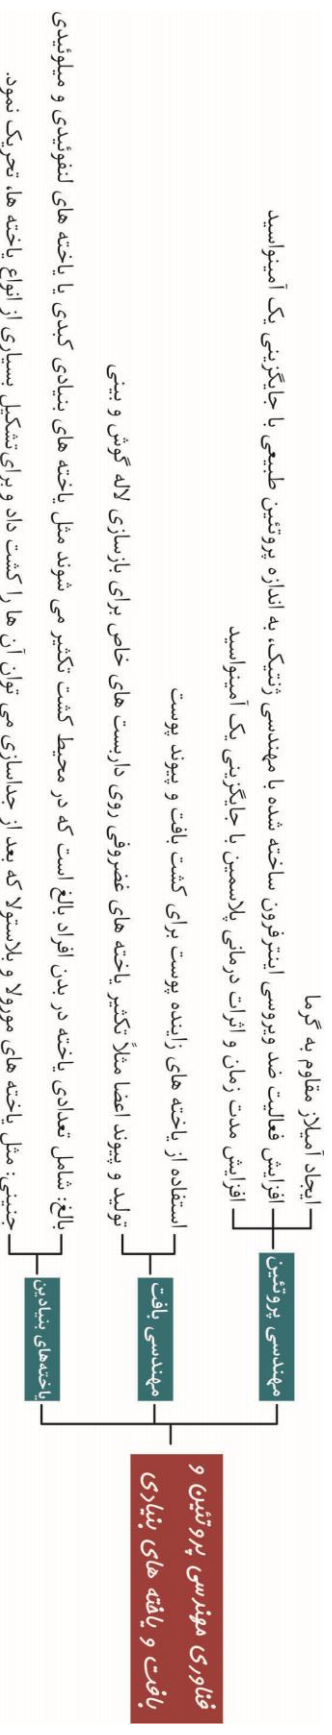 فناوری مهندسی پروتئین و
بافت و یاخته های بنیادی
مهندسی پروتئین
ایجاد آمیلاز مقاوم به گرما
افزایش فعالیت ضد ویروسی اینترفرون ساخته شده با مهندسی ژنتیک، به اندازه پروتئین طبیعی با جایگزینی یک آمینواسید
افزایش مدت زمان و اثرات درمانی پلاسمین با جایگزینی یک آمینواسید
مهندسی بافت
استفاده از یاخته های زاینده پوست برای کشت بافت و پیوند پوست
تولید و پیوند اعضا مثلاً تکثیر یاخته های غضروفی روی داربست های خاص برای بازسازی لاله گوش و بینی
یاخته‌های بنیادین
بالغ: شامل تعدادی یاخته در بدن افراد بالغ است که در محیط کشت تکثیر می شوند مثل یاخته های بنیادی کبدی یا یاخته های لنفوئیدی و میلوئیدی
جنینی: مثل یاخته های مورولا و بلاستولا که بعد از جداسازی می توان آن ها را کشت داد و برای تشکیل بسیاری از انواع یاخته ها، تحریک نمود.